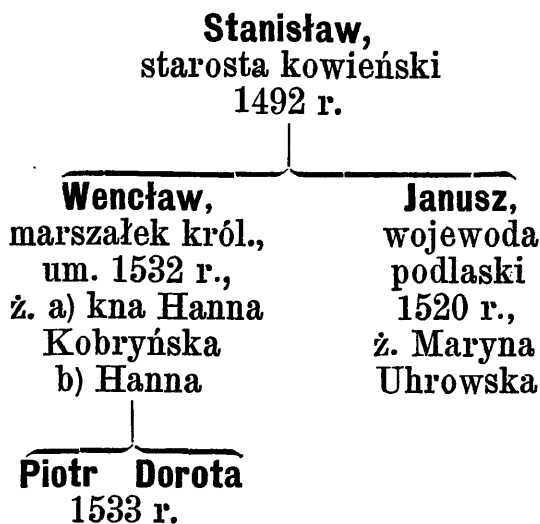 Stanisław,
starosta kowieński
1492 r.
Wencław,
marszałek król.,
um. 1532 r.,
ż. a) kna Hanna
Kobryńska
b) Hanna
Piotr Dorota
1533 r.
Janusz,
wojewoda
podlaski
1520 r.,
ż. Maryna
Uhrowska